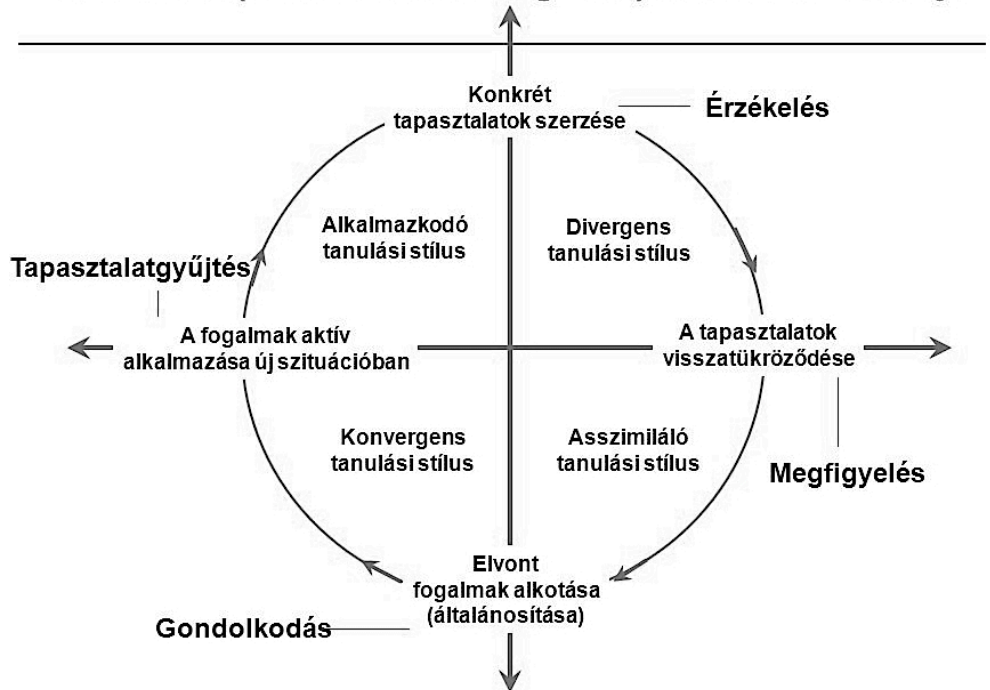 Konkrét
tapasztalatok szerzése
Érzékelés
Alkalmazkodó
tanulási stílus
Divergens
tanulási stílus
Tapasztalatgyűjtés
A fogalmak aktív
alkalmazása új szituációban
A tapasztalatok
visszatükröződése
Konvergens
tanulási stílus
Asszimiláló
tanulási stílus
Megfigyelés
Elvont
fogalmak alkotása
(általánosítása)
Gondolkodás